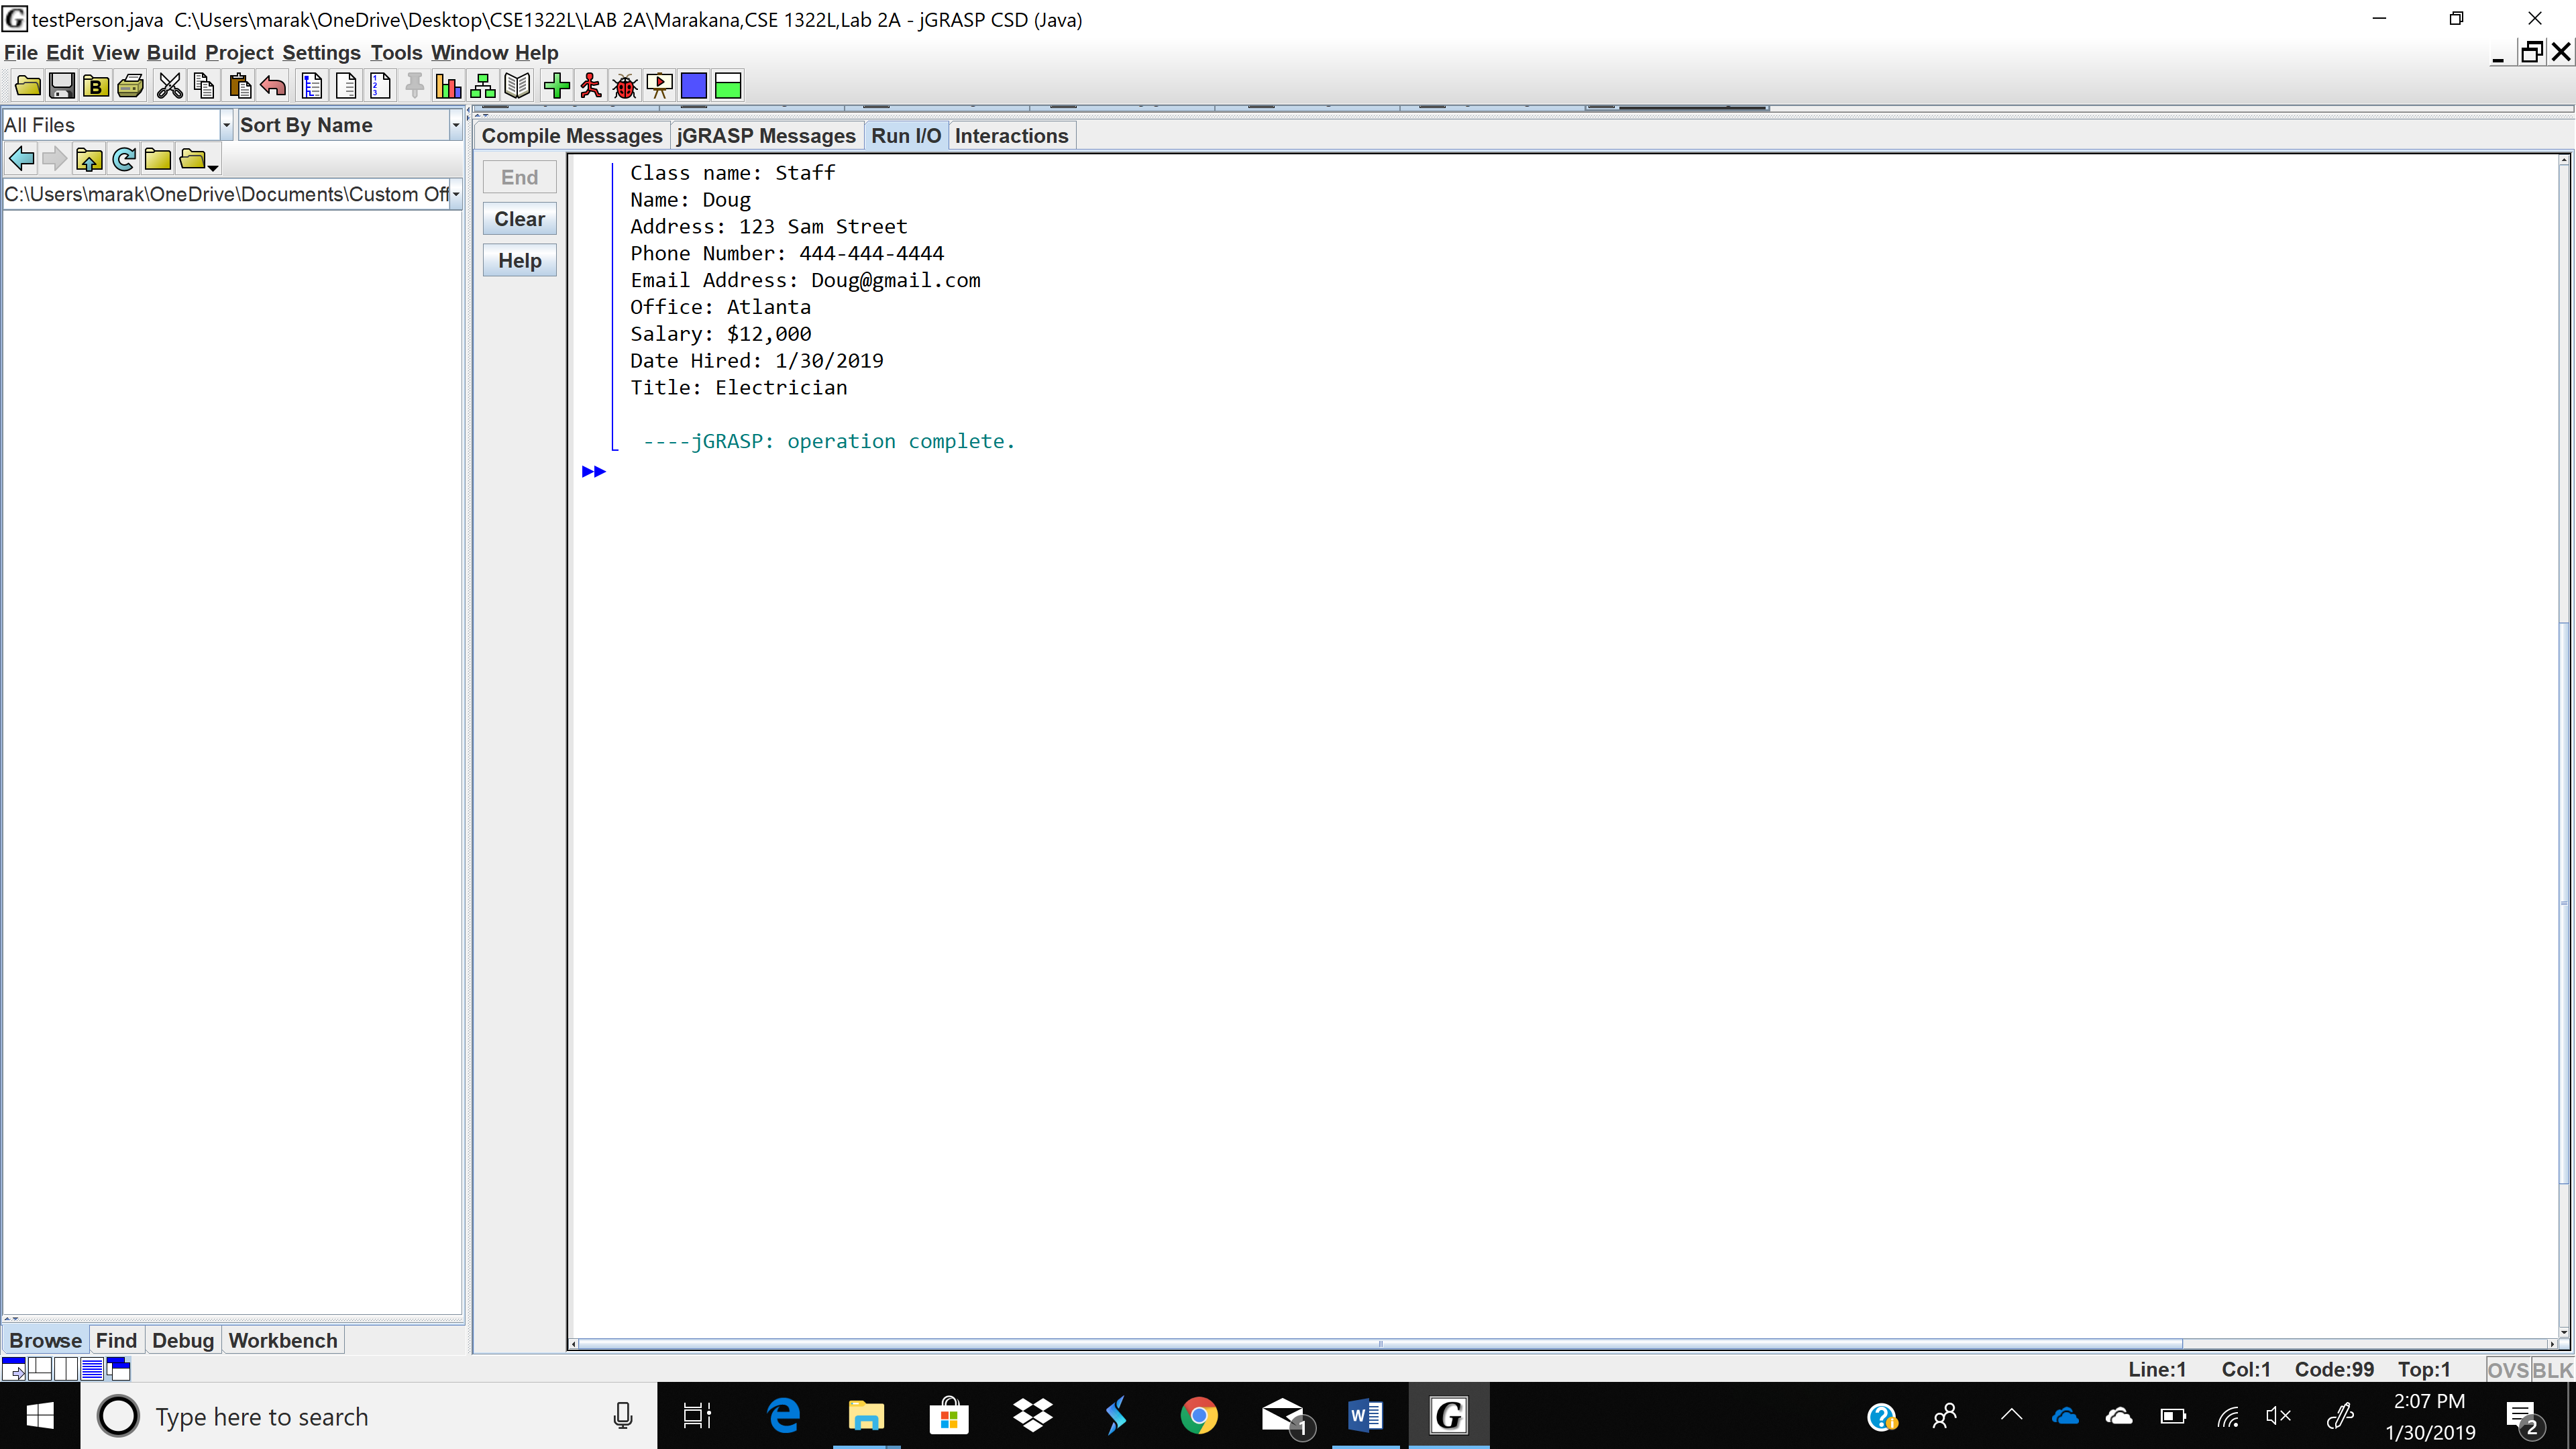 testPerson.java  C:\Users\marak\OneDrive\Desktop\CSE1322L\LAB 2A\Marakana,CSE 1322L,Lab 2A - jGRASP CSD (Java)
File Edit View Build Project Settings Tools Window Help
All Files
Sort By Name
C:\Users\marak\OneDrive\Documents\Custom Off
Compile Messages jGRASP Messages Run I/O Interactions
End
Clear
Help
Class name: Staff
Name: Doug
Address: 123 Sam Street
Phone Number: 444-444-4444
Email Address: Doug@gmail.com
Office: Atlanta
Salary: $12,000
Date Hired: 1/30/2019
Title: Electrician
----jGRASP: operation complete.
Browse Find Debug Workbench
Line:1 Col:1 Code:99 Top:1 OVS BLK
Type here to search
1
2:07 PM
1/30/2019
2